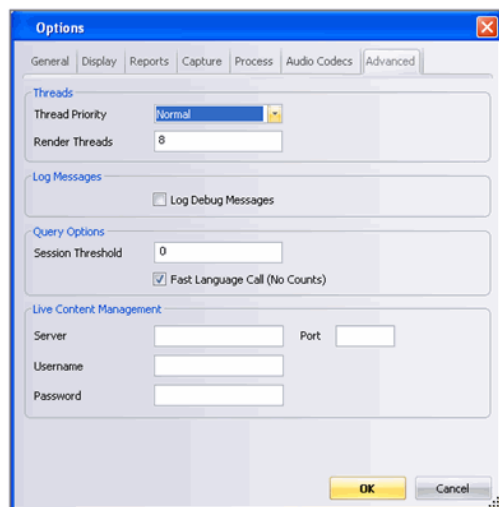 Options
General Display Reports Capture Process Audio Codecs Advanced
Threads
Thread Priority Normal
Render Threads 8
Log Messages
Log Debug Messages
Query Options
Session Threshold 0
Fast Language Call (No Counts)
Live Content Management
Server Port
Username
Password
OK Cancel